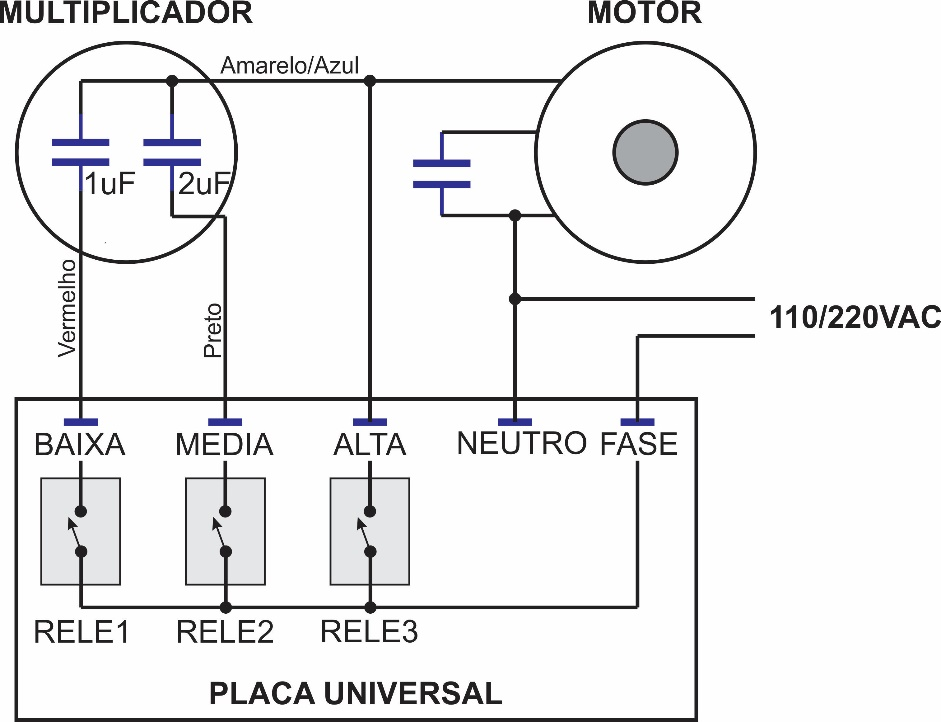 MULTIPLICADOR
MOTOR
Amarelo/Azul
1uF
2uF
Vermelho
Preto
110/220VAC
BAIXA MEDIA ALTA NEUTRO FASE
RELE1 RELE2 RELE3
PLACA UNIVERSAL